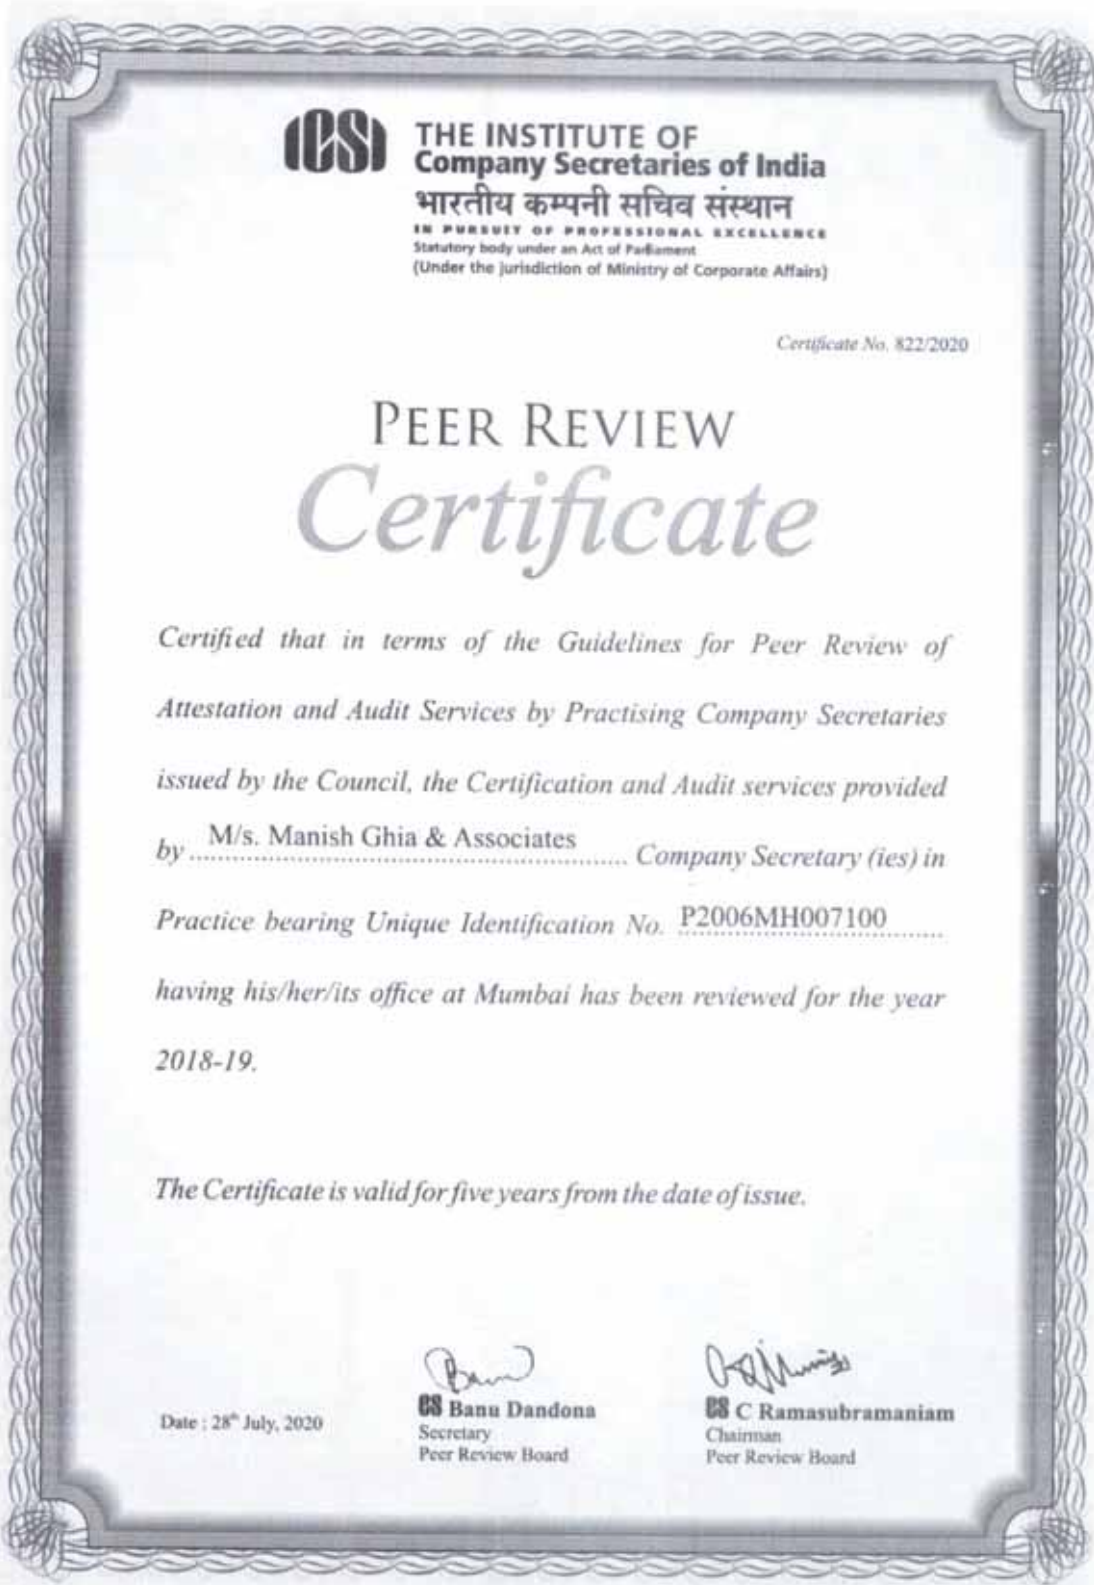 ICSI
THE INSTITUTE OF
Company Secretaries of India
भारतीय कम्पनी सचिव संस्थान
IN PURSUIT OF PROFESSIONAL EXCELLENCE
Statutory body under an Act of Parliament
(Under the jurisdiction of Ministry of Corporate Affairs)
Certificate No. 822/2020
PEER REVIEW
Certificate
Certified that in terms of the Guidelines for Peer Review of
Attestation and Audit Services by Practising Company Secretaries
issued by the Council, the Certification and Audit services provided
by M/s. Manish Ghia & Associates Company Secretary (ies) in
Practice bearing Unique Identification No. P2006MH007100
having his/her/its office at Mumbai has been reviewed for the year
2018-19.
The Certificate is valid for five years from the date of issue.
Date : 28th July, 2020
CS Banu Dandona
Secretary
Peer Review Board
CS C Ramasubramaniam
Chairman
Peer Review Board